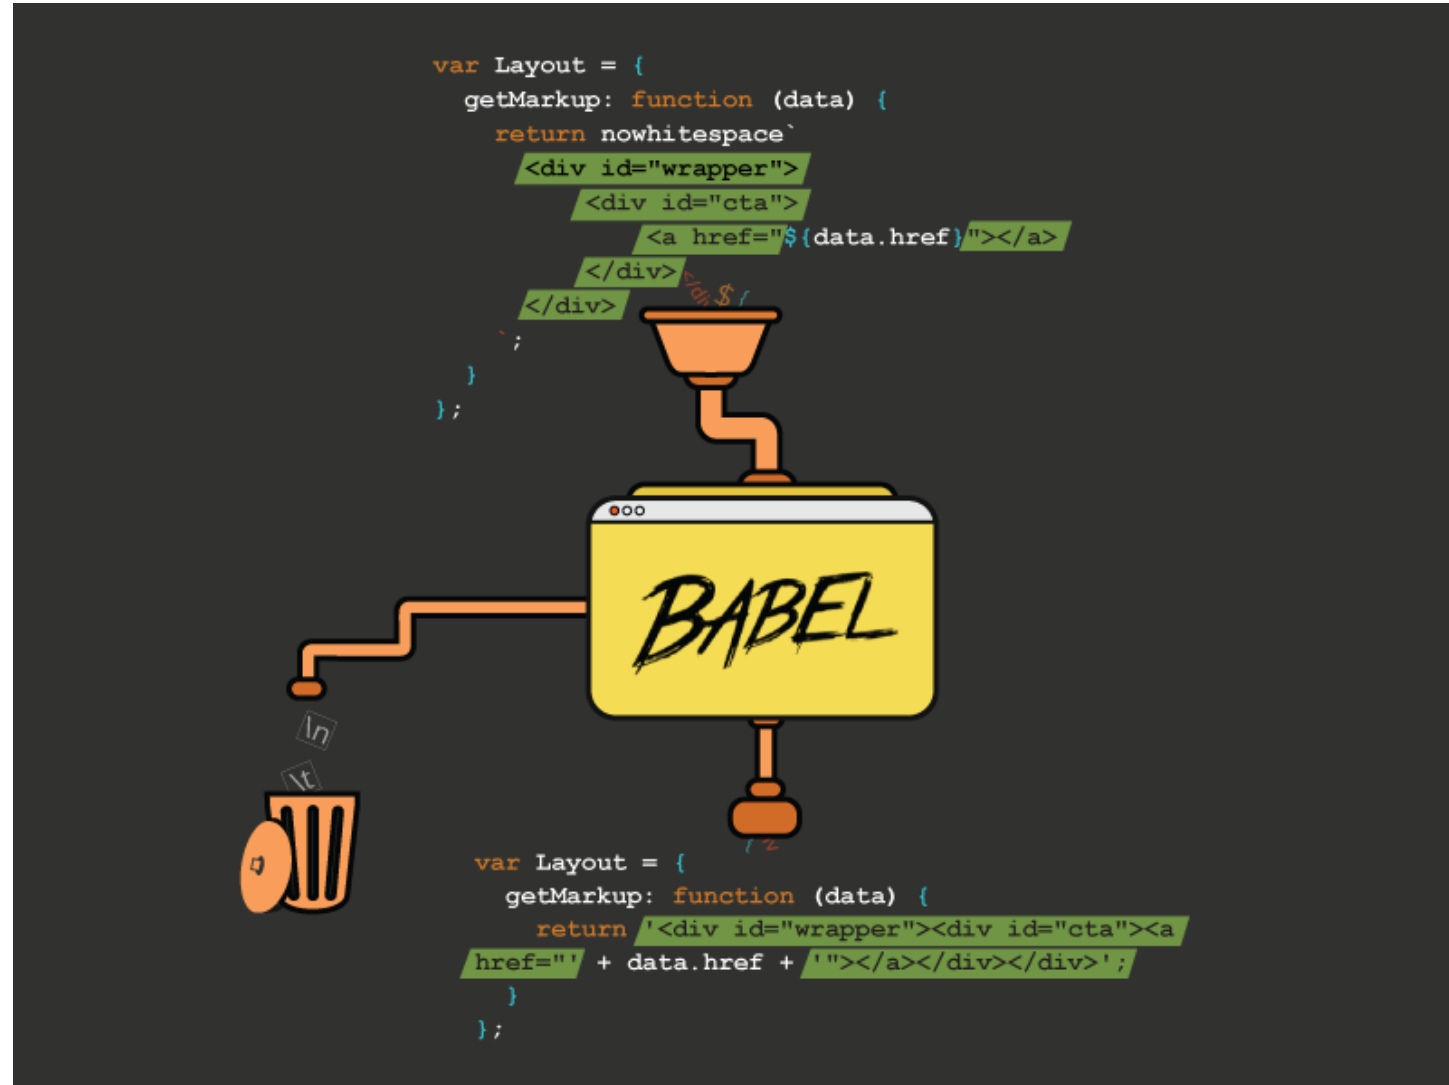 var Layout = {
getMarkup: function (data) {
return nowhitespace`
<div id="wrapper">
<div id="cta">
<a href="${data.href}"></a>
</div>
</div>
`;
}
};
</di
${
BABEL
\n
\t
var Layout = {
getMarkup: function (data) {
return '<div id="wrapper"><div id="cta"><a
href="' + data.href + '"></a></div></div>';
}
};